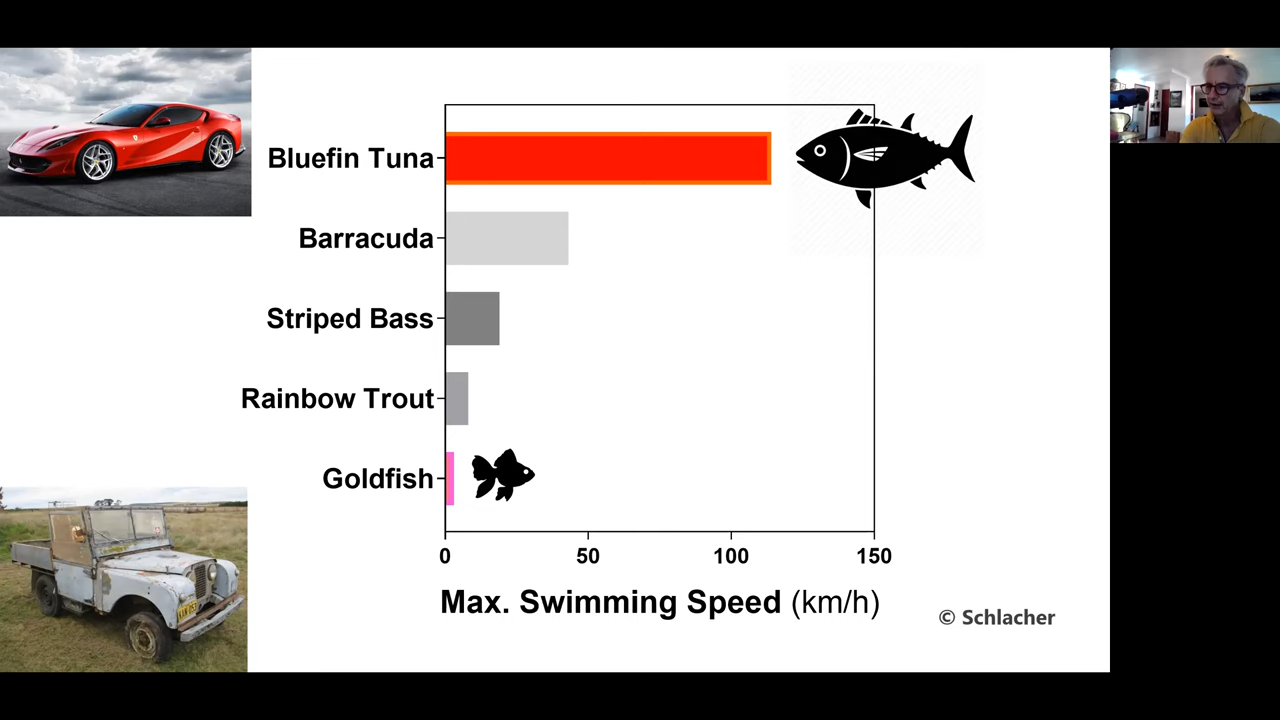 Bluefin Tuna
Barracuda
Striped Bass
Rainbow Trout
Goldfish
0 50 100 150
Max. Swimming Speed (km/h)
© Schlacher